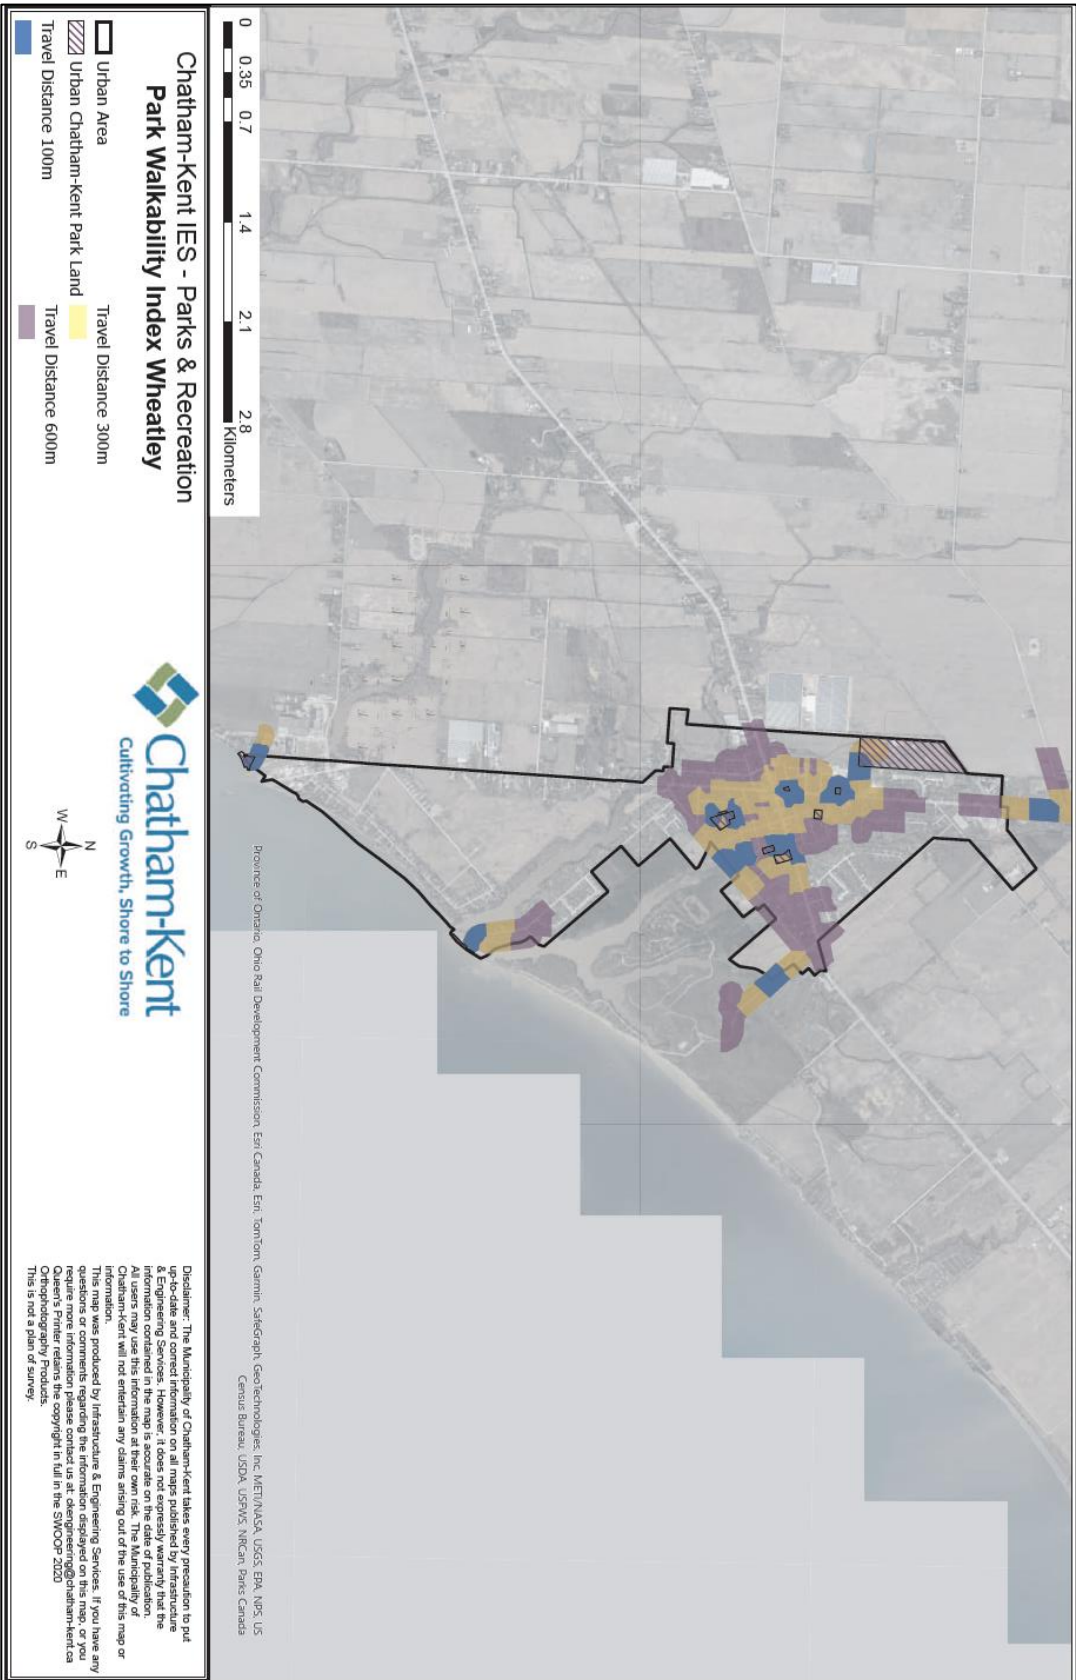 0 0.35 0.7 1.4 2.1 2.8
Kilometers
Province of Ontario, Ohio Rail Development Commission, Esri Canada, Esri, TomTom, Garmin, SafeGraph, GeoTechnologies, Inc, METI/NASA, USGS, EPA, NPS, US
Census Bureau, USDA, USFWS, NRCan, Parks Canada
Chatham-Kent IES - Parks & Recreation
Park Walkability Index Wheatley
Urban Area
Urban Chatham-Kent Park Land
Travel Distance 100m
Travel Distance 300m
Travel Distance 600m
Chatham-Kent
Cultivating Growth, Shore to Shore
N
W E
S
Disclaimer: The Municipality of Chatham-Kent takes every precaution to put
up-to-date and correct information on all maps published by Infrastructure
& Engineering Services. However, it does not expressly warranty that the
information contained in the map is accurate on the date of publication.
All users may use this information at their own risk. The Municipality of
Chatham-Kent will not entertain any claims arising out of the use of this map or
information.
This map was produced by Infrastructure & Engineering Services. If you have any
questions or comments regarding the information displayed on this map, or you
require more information please contact us at: ckengineering@chatham-kent.ca
Queen's Printer retains the copyright in full in the SWOOP 2020
Orthophotography Products.
This is not a plan of survey.